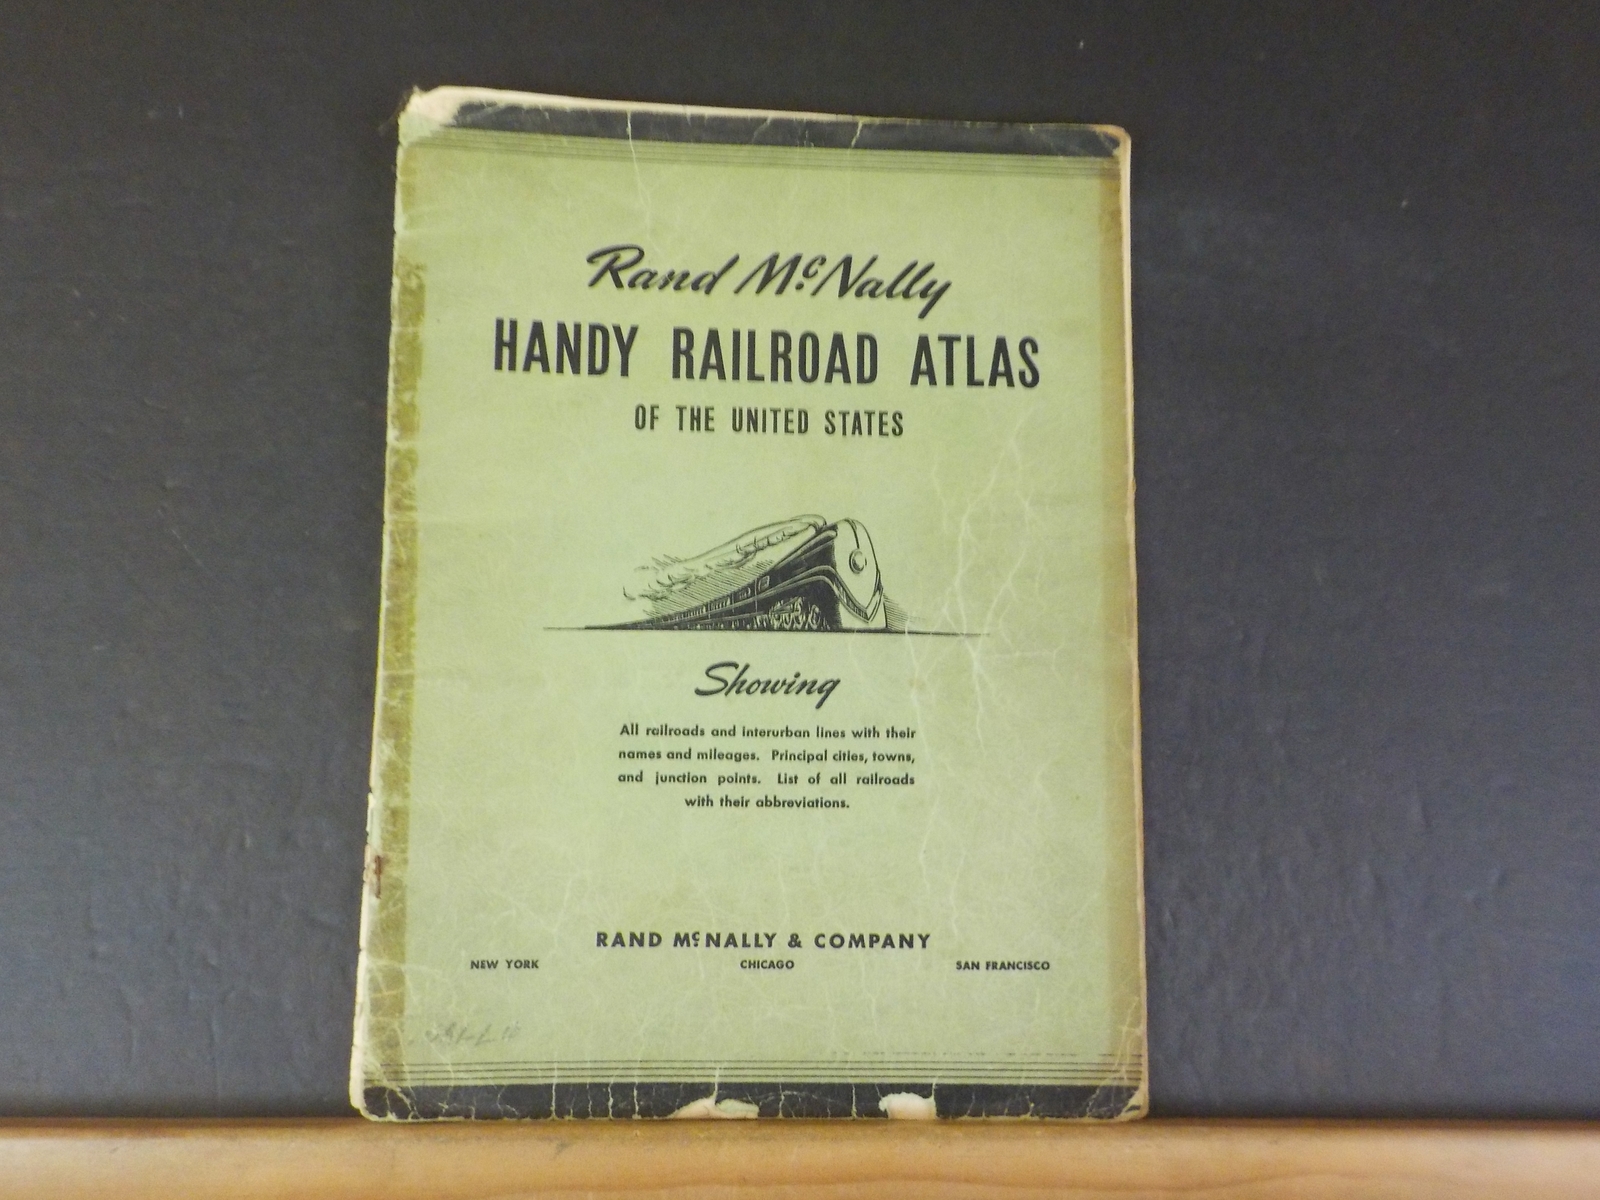 Rand McNally
HANDY RAILROAD ATLAS
OF THE UNITED STATES
Showing
All railroads and interurban lines with their
names and mileages. Principal cities, towns,
and junction points. List of all railroads
with their abbreviations.
RAND McNALLY & COMPANY
NEW YORK CHICAGO SAN FRANCISCO